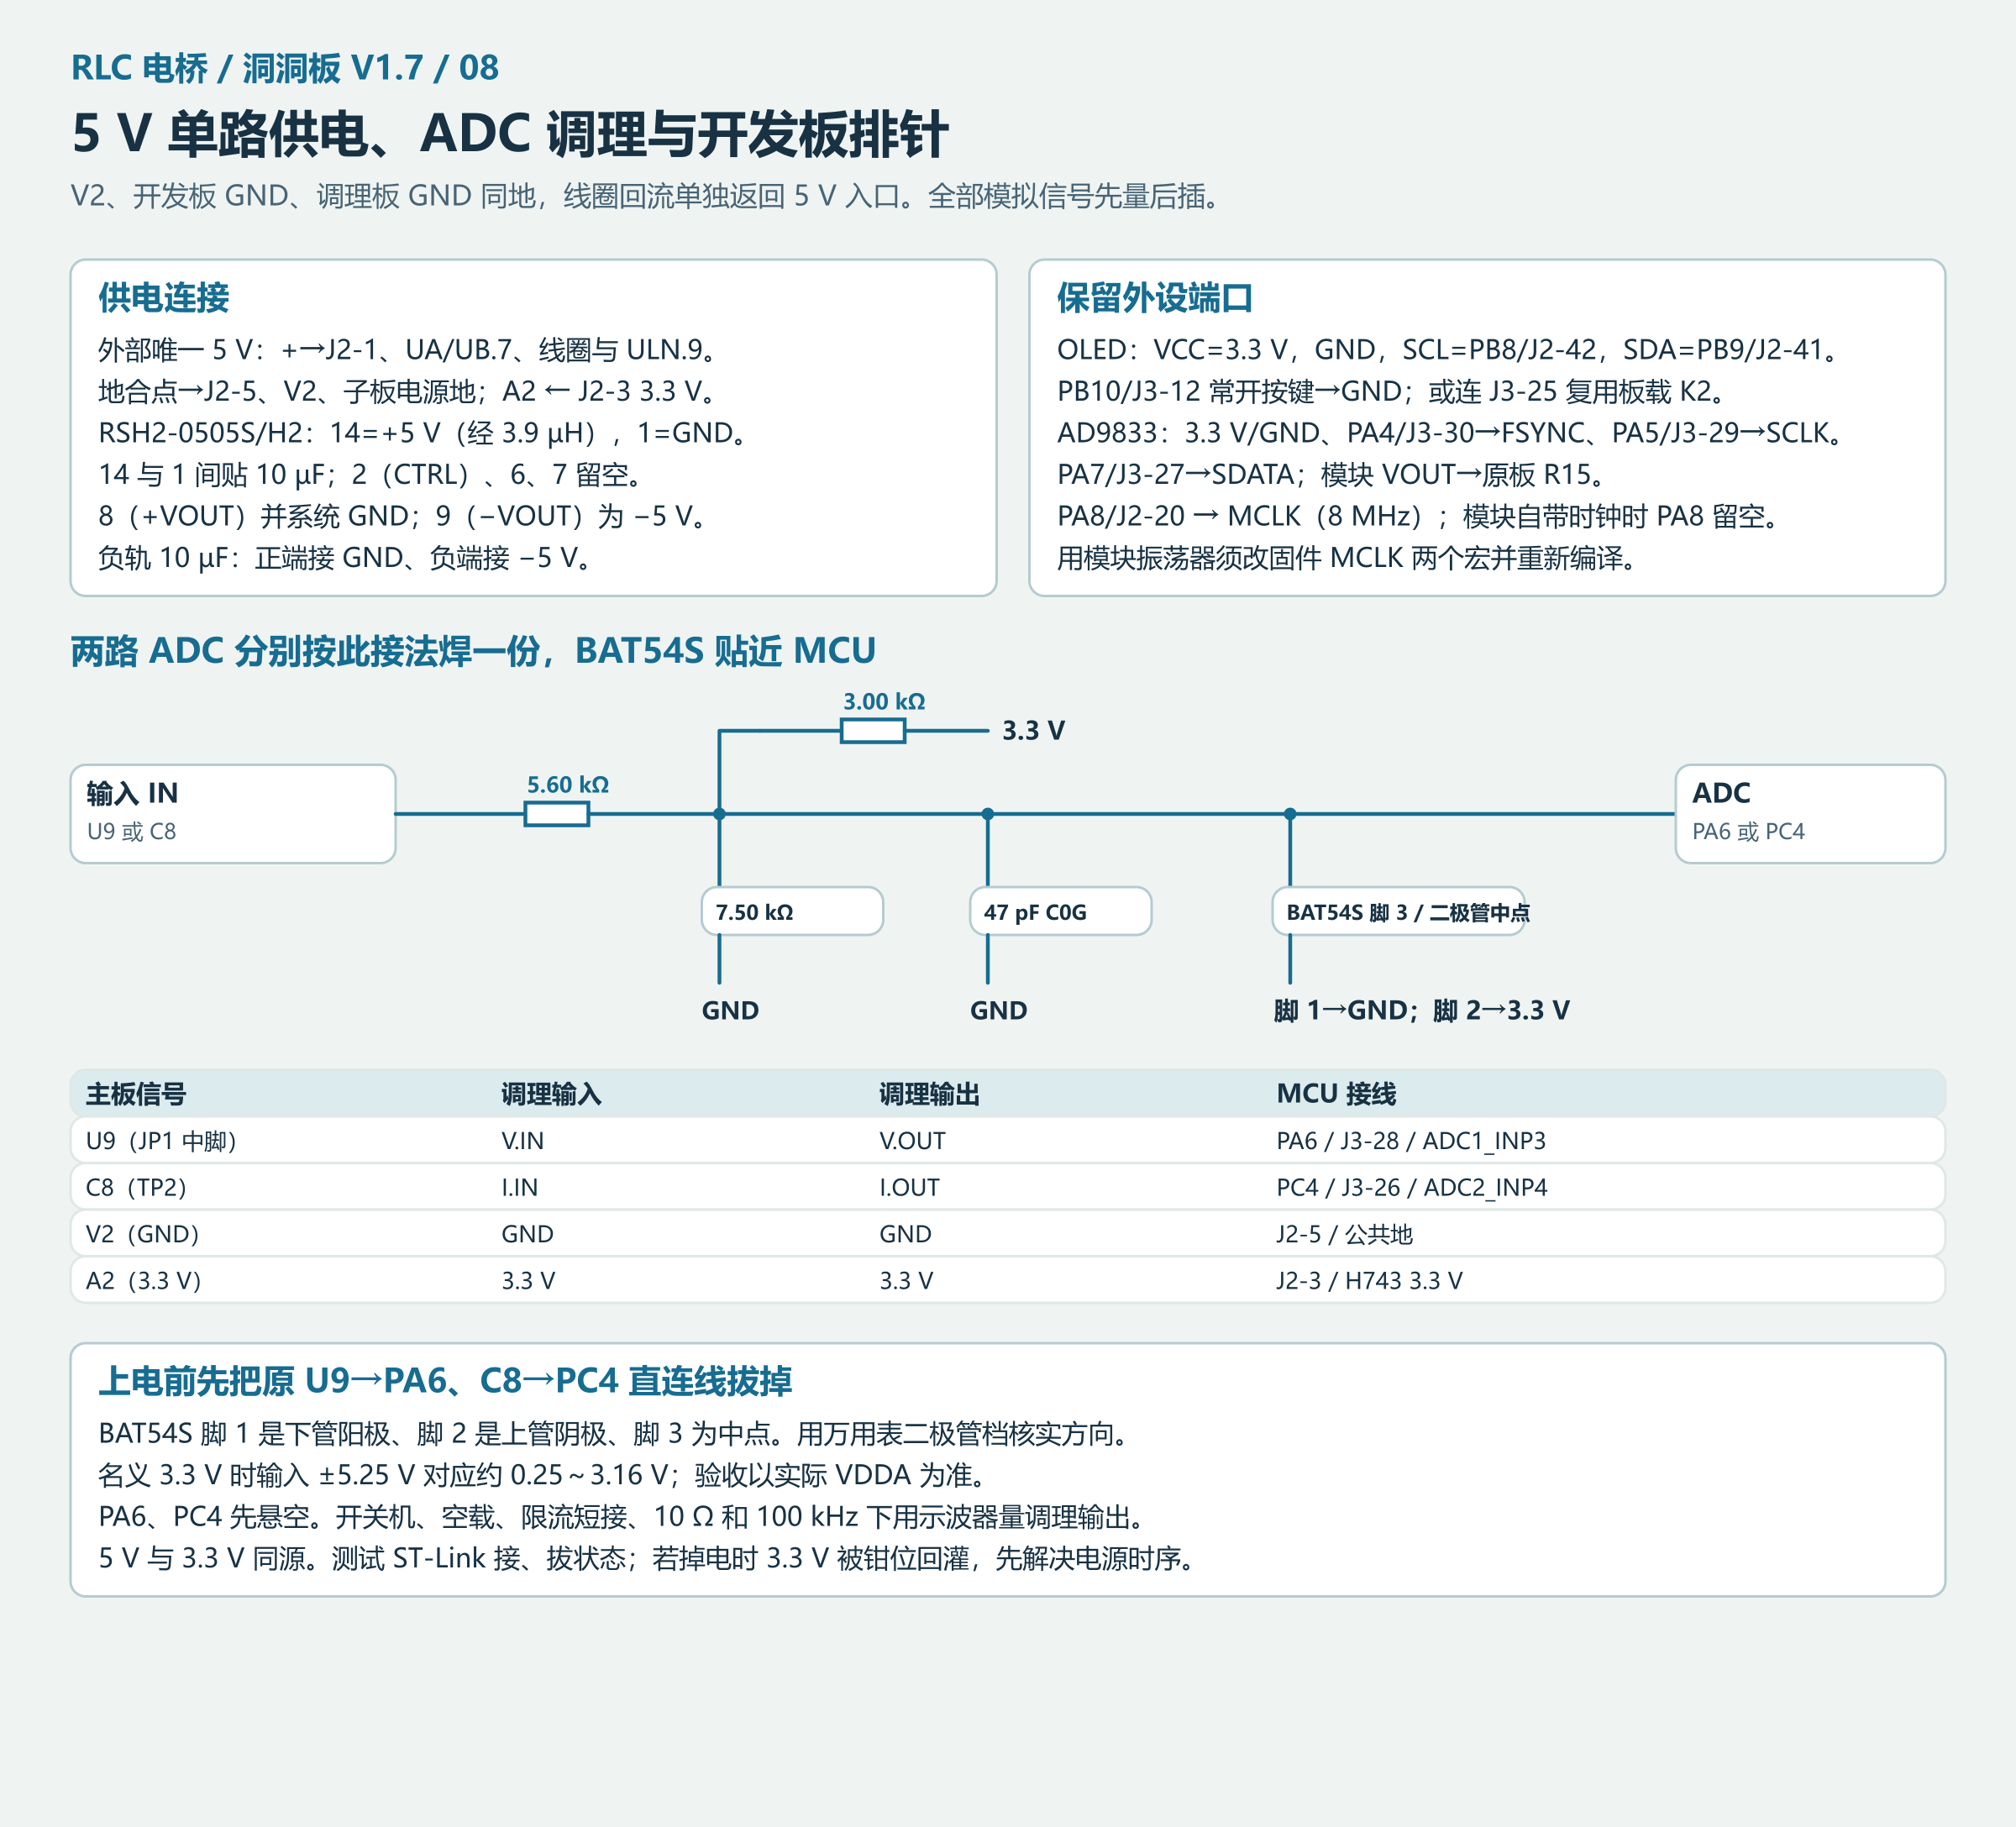 RLC 电桥 / 洞洞板 V1.7 / 08
5 V 单路供电、ADC 调理与开发板排针
V2、开发板 GND、调理板 GND 同地，线圈回流单独返回 5 V 入口。全部模拟信号先量后插。
供电连接
外部唯一 5 V：+→J2-1、UA/UB.7、线圈与 ULN.9。
地合点→J2-5、V2、子板电源地；A2 ← J2-3 3.3 V。
RSH2-0505S/H2：14=+5 V（经 3.9 μH），1=GND。
14 与 1 间贴 10 μF；2（CTRL）、6、7 留空。
8（+VOUT）并系统 GND；9（−VOUT）为 −5 V。
负轨 10 μF：正端接 GND、负端接 −5 V。
保留外设端口
OLED：VCC=3.3 V，GND，SCL=PB8/J2-42，SDA=PB9/J2-41。
PB10/J3-12 常开按键→GND；或连 J3-25 复用板载 K2。
AD9833：3.3 V/GND、PA4/J3-30→FSYNC、PA5/J3-29→SCLK。
PA7/J3-27→SDATA；模块 VOUT→原板 R15。
PA8/J2-20 → MCLK（8 MHz）；模块自带时钟时 PA8 留空。
用模块振荡器须改固件 MCLK 两个宏并重新编译。
两路 ADC 分别按此接法焊一份，BAT54S 贴近 MCU
3.00 kΩ
3.3 V
5.60 kΩ
输入 IN
U9 或 C8
ADC
PA6 或 PC4
7.50 kΩ
47 pF C0G
BAT54S 脚 3 / 二极管中点
GND
GND
脚 1→GND；脚 2→3.3 V
主板信号 调理输入 调理输出 MCU 接线
U9（JP1 中脚） V.IN V.OUT PA6 / J3-28 / ADC1_INP3
C8（TP2） I.IN I.OUT PC4 / J3-26 / ADC2_INP4
V2（GND） GND GND J2-5 / 公共地
A2（3.3 V） 3.3 V 3.3 V J2-3 / H743 3.3 V
上电前先把原 U9→PA6、C8→PC4 直连线拔掉
BAT54S 脚 1 是下管阳极、脚 2 是上管阴极、脚 3 为中点。用万用表二极管档核实方向。
名义 3.3 V 时输入 ±5.25 V 对应约 0.25～3.16 V；验收以实际 VDDA 为准。
PA6、PC4 先悬空。开关机、空载、限流短接、10 Ω 和 100 kHz 下用示波器量调理输出。
5 V 与 3.3 V 同源。测试 ST-Link 接、拔状态；若掉电时 3.3 V 被钳位回灌，先解决电源时序。